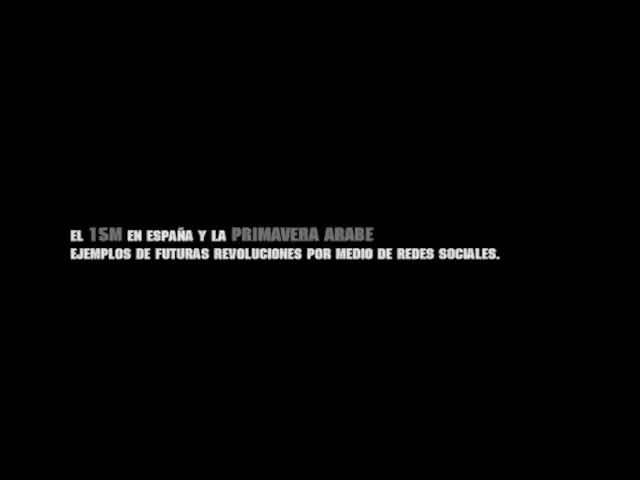 EL 15M EN ESPAÑA Y LA PRIMAVERA ARABE
EJEMPLOS DE FUTURAS REVOLUCIONES POR MEDIO DE REDES SOCIALES.